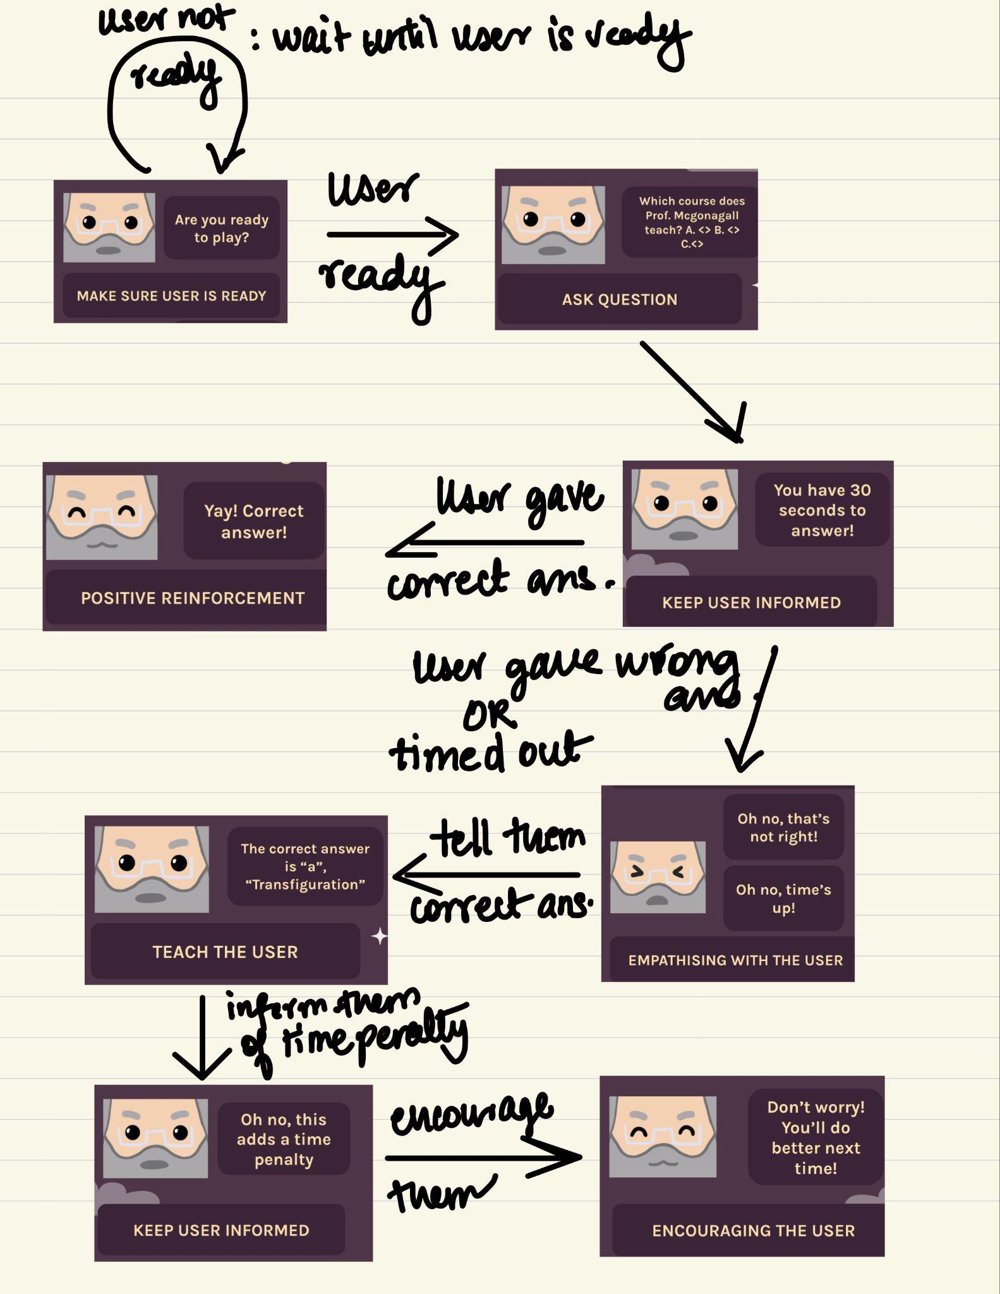 user not
ready
: wait until user is ready
Are you ready
to play?
MAKE SURE USER IS READY
User
ready
Which course does
Prof. Mcgonagall
teach? A. <> B. <>
C.<>
ASK QUESTION
Yay! Correct
answer!
POSITIVE REINFORCEMENT
User gave
correct ans.
You have 30
seconds to
answer!
KEEP USER INFORMED
User gave wrong
ans.
OR
timed out
Oh no, that's
not right!
Oh no, time's
up!
EMPATHISING WITH THE USER
tell them
correct ans.
The correct answer
is “a”,
“Transfiguration”
TEACH THE USER
inform them
of time penalty
Oh no, this
adds a time
penalty
KEEP USER INFORMED
encourage
them
Don't worry!
You'll do
better next
time!
ENCOURAGING THE USER